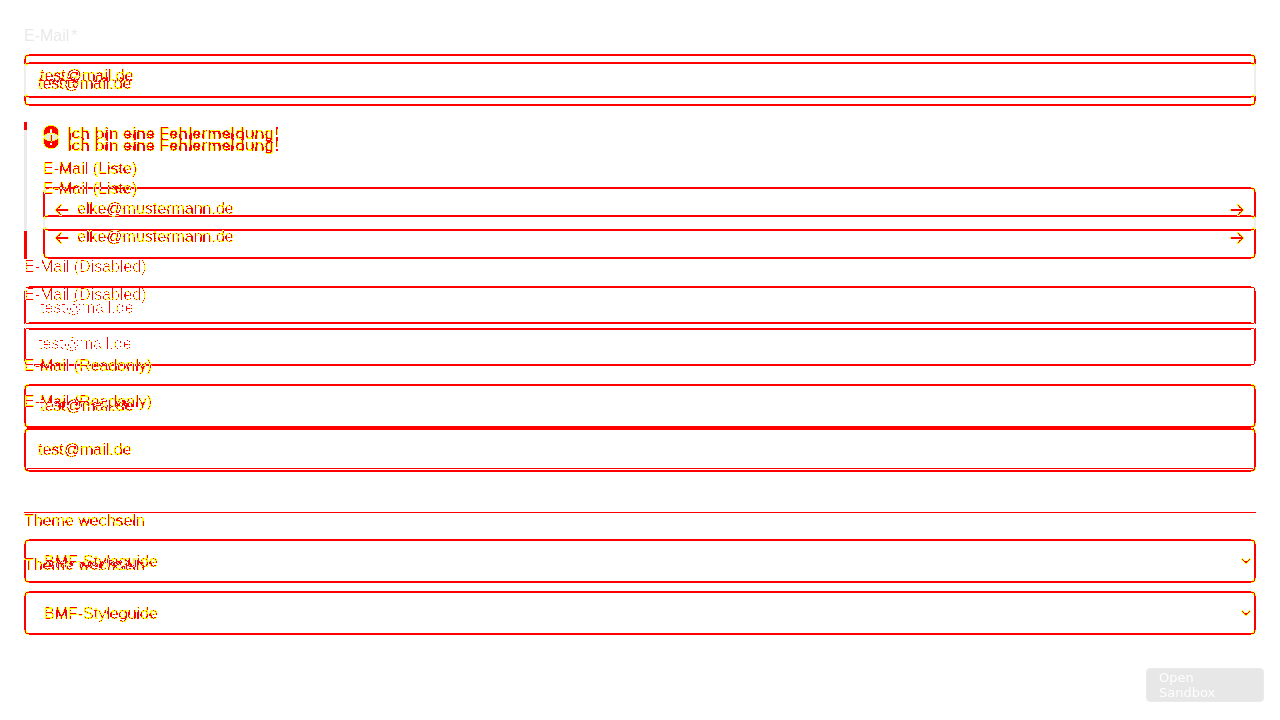 E-Mail*
test@mail.de
test@mail.de
Ich bin eine Fehlermeldung!
Ich bin eine Fehlermeldung!
E-Mail (Liste)
E-Mail (Liste)
← elke@mustermann.de →
← elke@mustermann.de →
E-Mail (Disabled)
E-Mail (Disabled)
test@mail.de
test@mail.de
E-Mail (Readonly)
E-Mail (Readonly)
test@mail.de
test@mail.de
Theme wechseln
BMF-Styleguide
Theme wechseln
BMF-Styleguide
Open
Sandbox